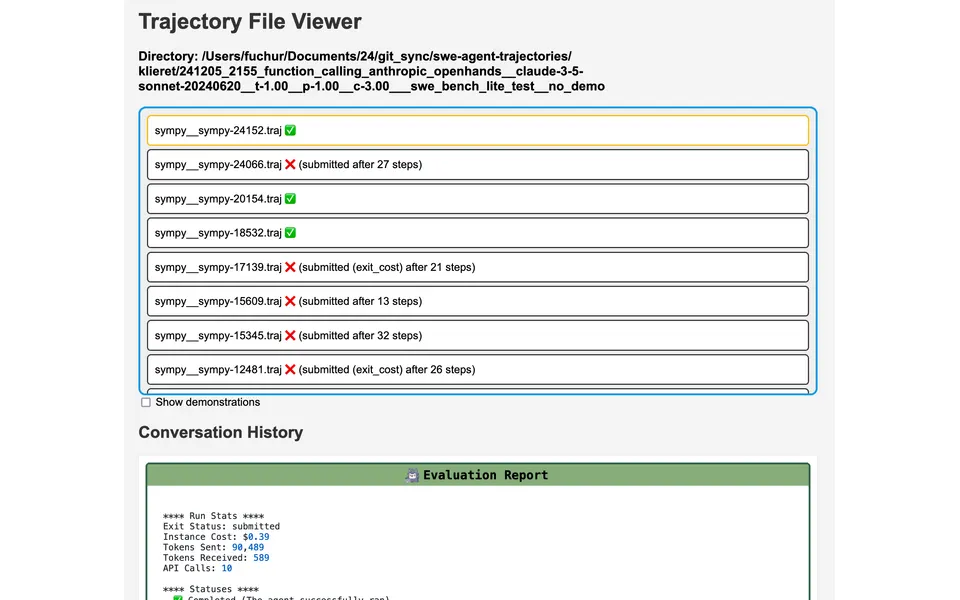 Trajectory File Viewer
Directory: /Users/fuchur/Documents/24/git_sync/swe-agent-trajectories/
klieret/241205_2155_function_calling_anthropic_openhands__claude-3-5-
sonnet-20240620__t-1.00__p-1.00__c-3.00___swe_bench_lite_test__no_demo
sympy__sympy-24152.traj ✅
sympy__sympy-24066.traj ❌ (submitted after 27 steps)
sympy__sympy-20154.traj ✅
sympy__sympy-18532.traj ✅
sympy__sympy-17139.traj ❌ (submitted (exit_cost) after 21 steps)
sympy__sympy-15609.traj ❌ (submitted after 13 steps)
sympy__sympy-15345.traj ❌ (submitted after 32 steps)
sympy__sympy-12481.traj ❌ (submitted (exit_cost) after 26 steps)
Show demonstrations
Conversation History
Evaluation Report
**** Run Stats ****
Exit Status: submitted
Instance Cost: $0.39
Tokens Sent: 90,489
Tokens Received: 589
API Calls: 10
**** Statuses ****
✅ Completed (The agent successfully ran)